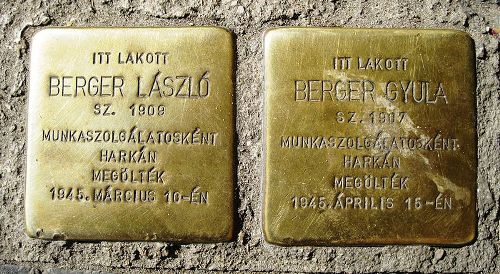 ITT LAKOTT
BERGER LÁSZLÓ
SZ. 1909
MUNKASZOLGÁLATOSKÉNT
HARKÁN
MEGÖLTÉK
1945. MÁRCIUS 10-ÉN
ITT LAKOTT
BERGER GYULA
SZ. 1907
MUNKASZOLGÁLATOSKÉNT
HARKÁN
MEGÖLTÉK
1945. ÁPRILIS 15-ÉN